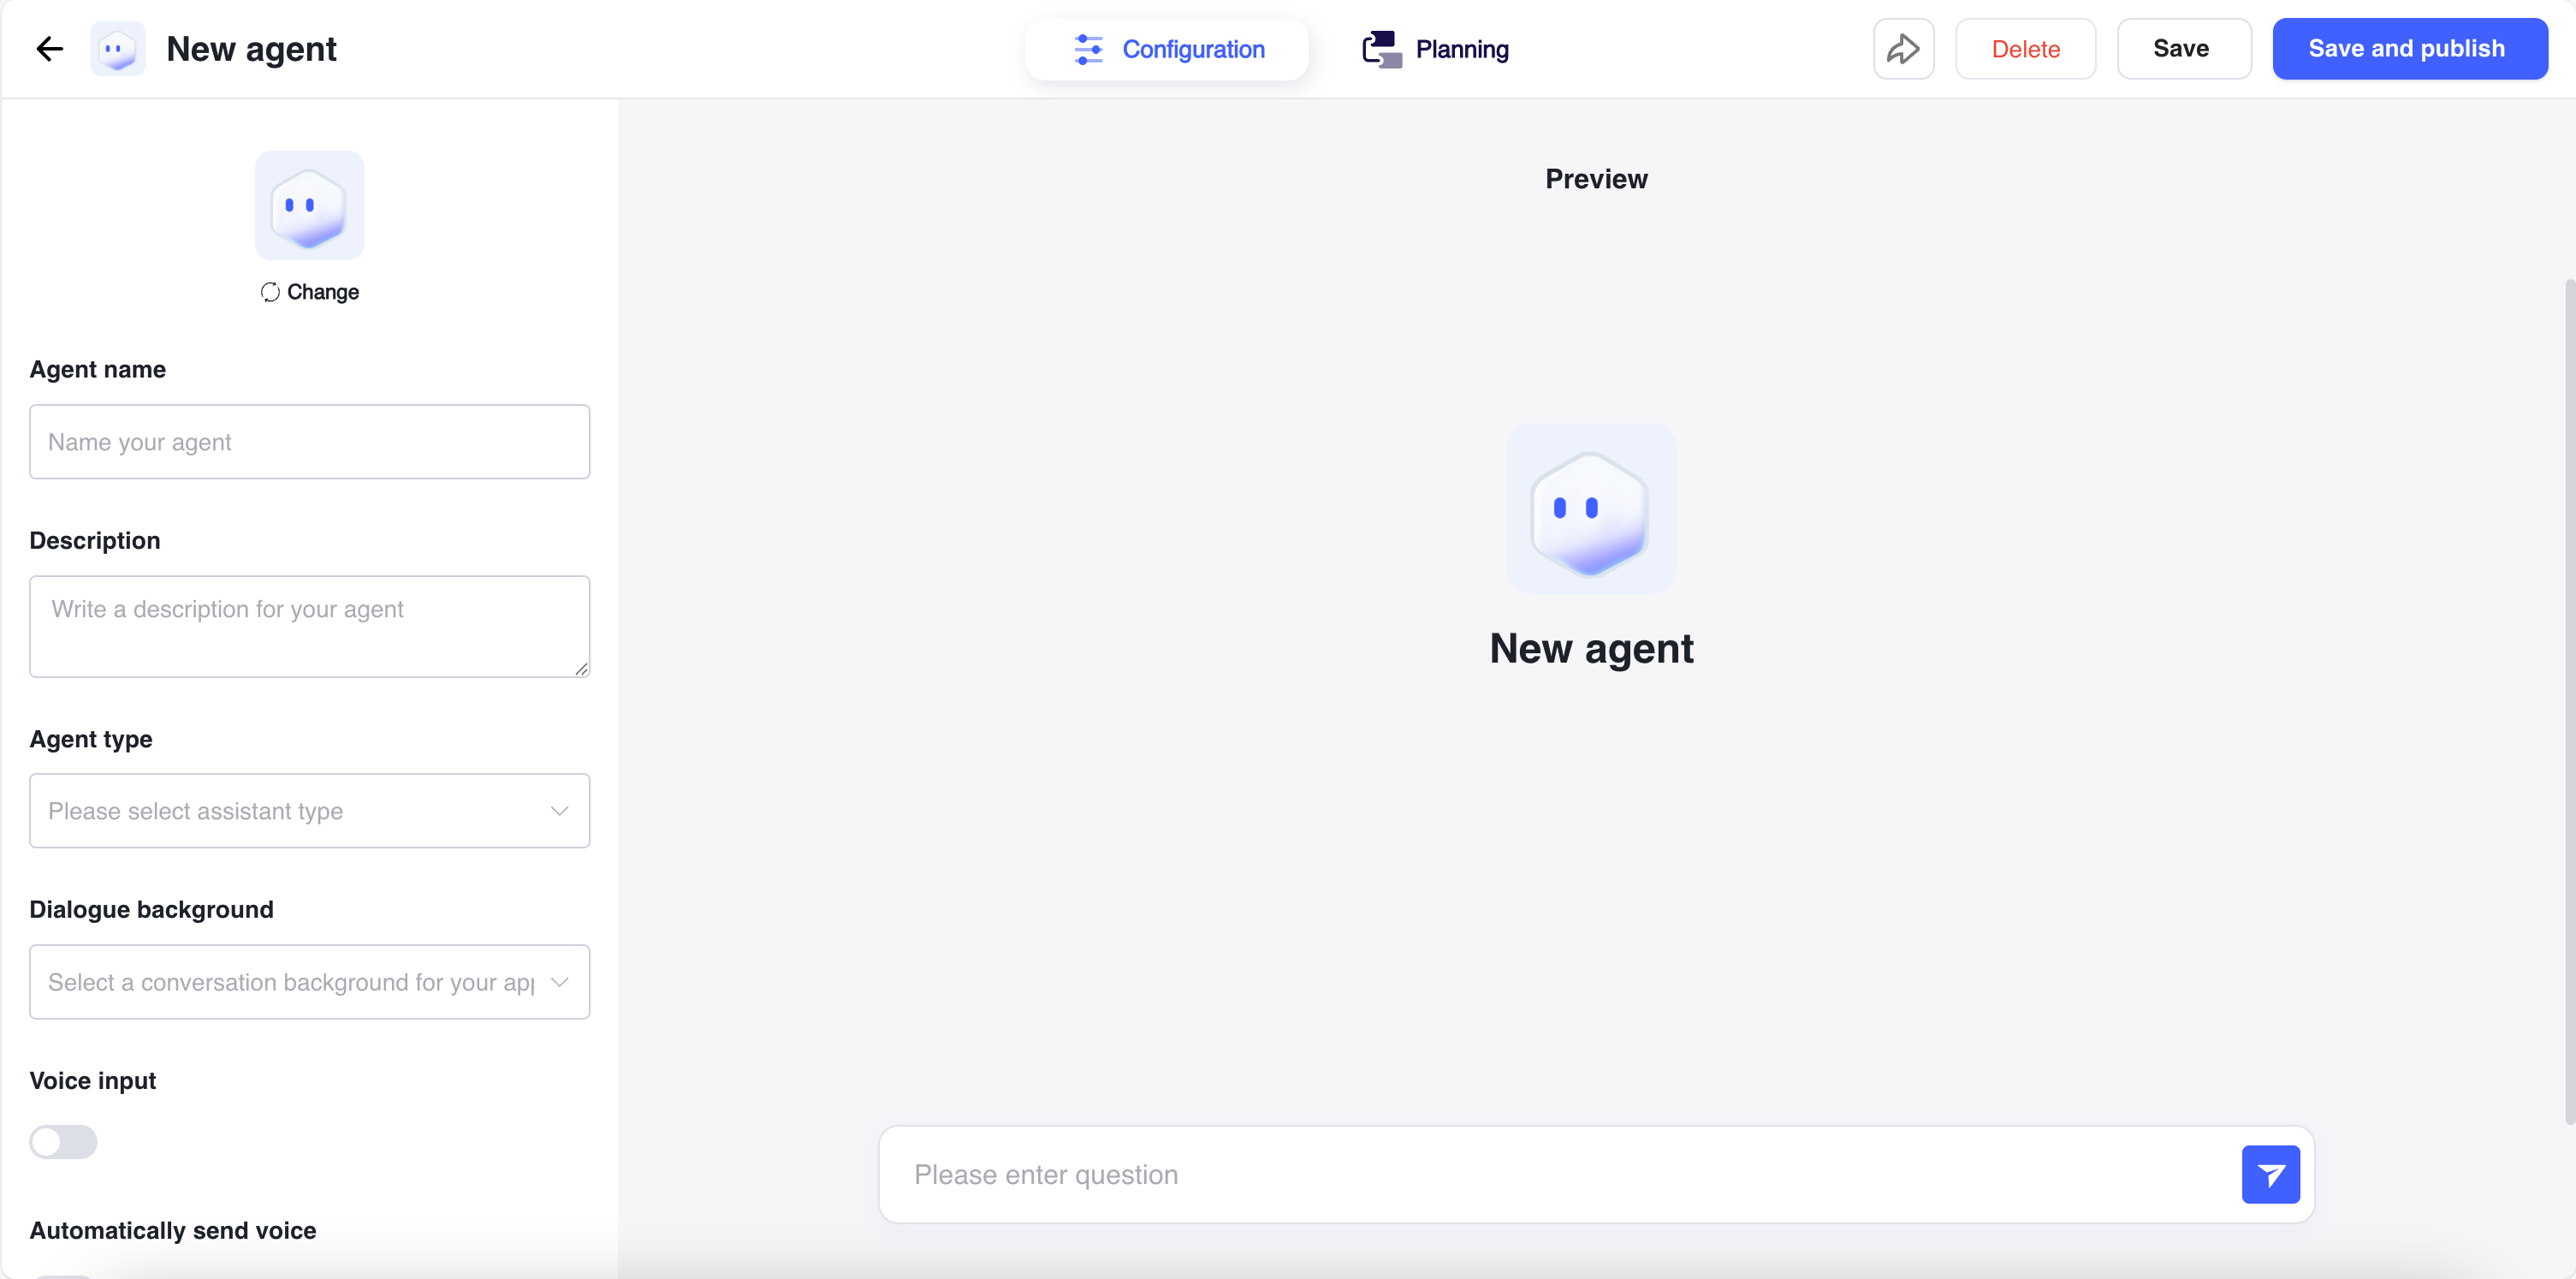 New agent
Configuration
Planning
Delete
Save
Save and publish
Change
Agent name
Name your agent
Description
Write a description for your agent
Agent type
Please select assistant type
Dialogue background
Select a conversation background for your app
Voice input
Automatically send voice
Preview
New agent
Please enter question